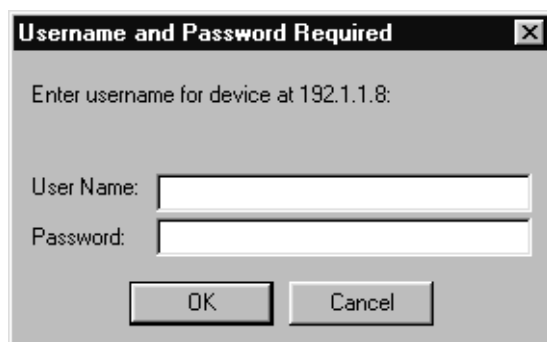 Username and Password Required
Enter username for device at 192.1.1.8:
User Name:
Password:
OK Cancel